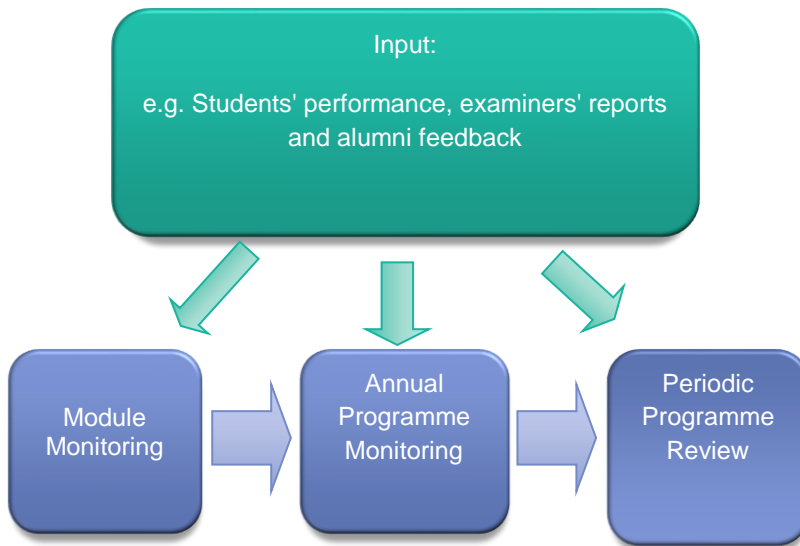 Input:
e.g. Students' performance, examiners' reports
and alumni feedback
Module
Monitoring
Annual
Programme
Monitoring
Periodic
Programme
Review